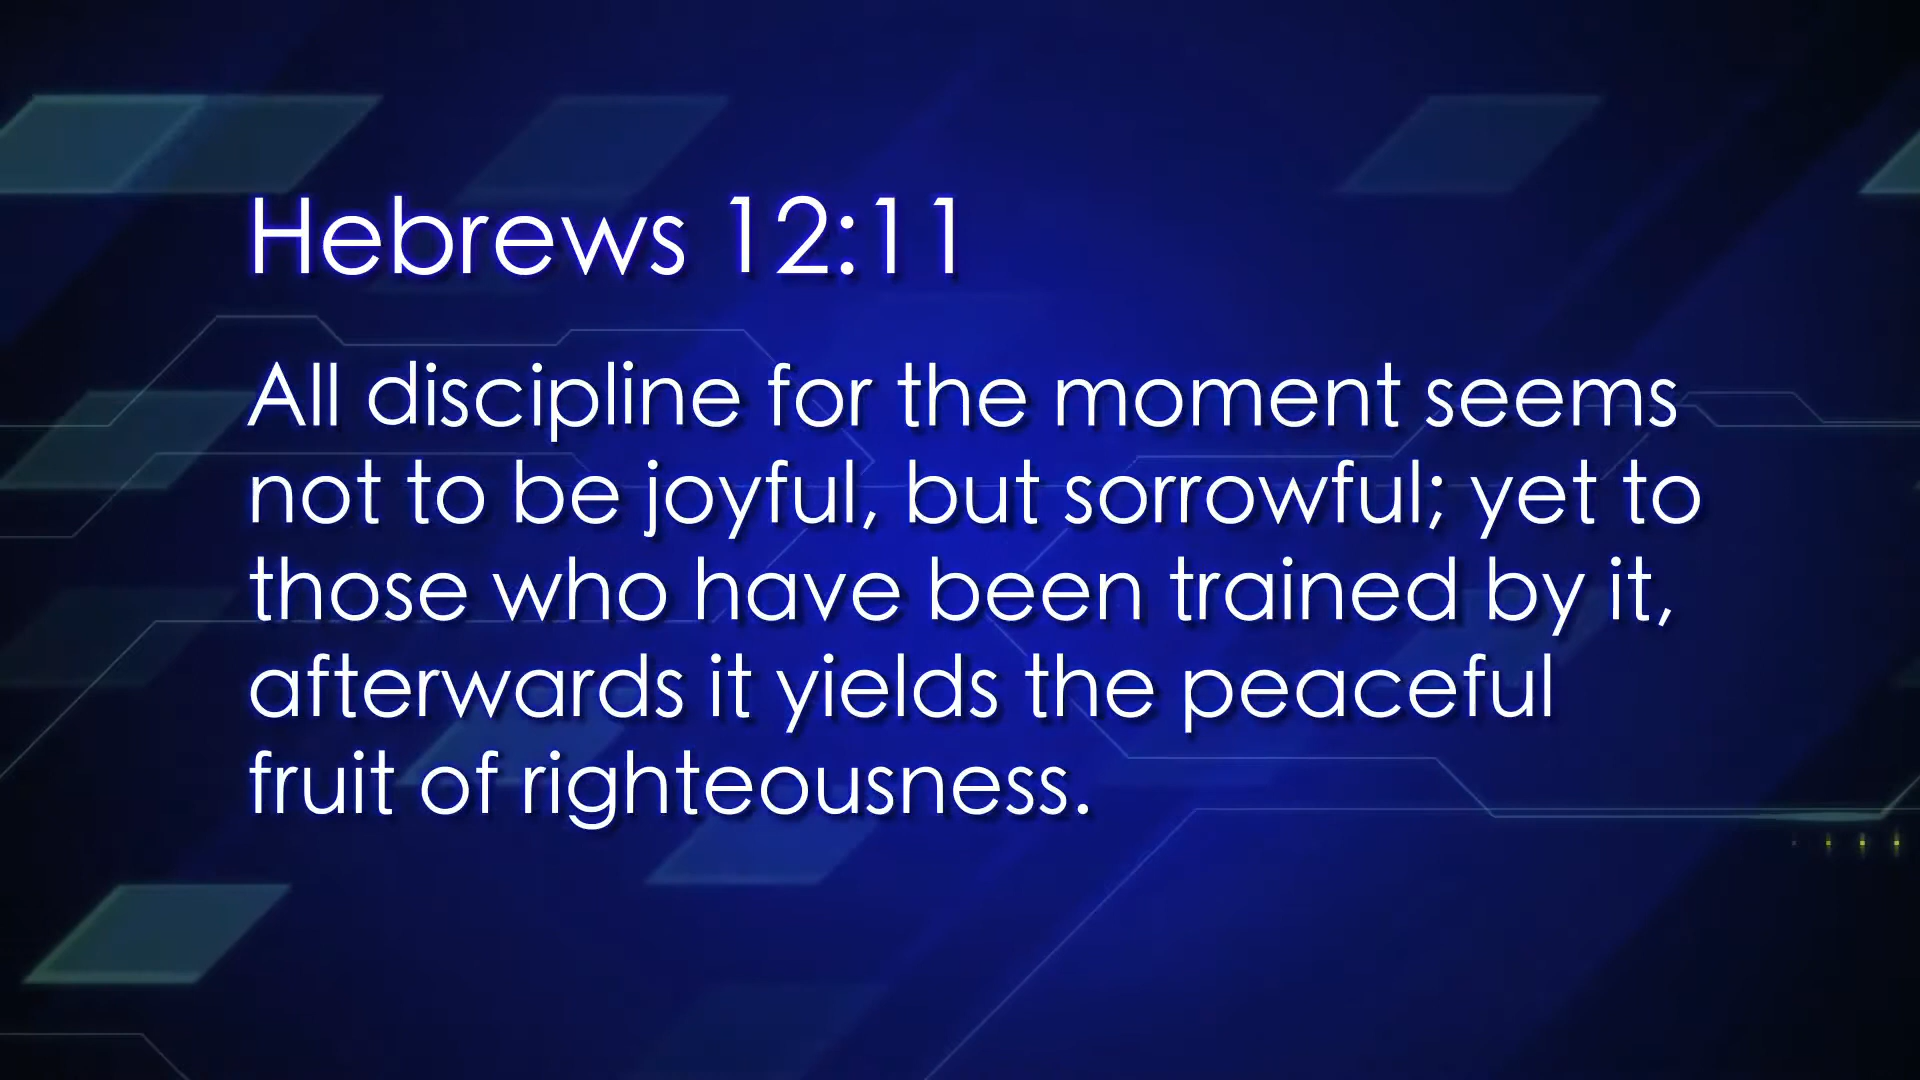 Hebrews 12:11
All discipline for the moment seems
not to be joyful, but sorrowful; yet to
those who have been trained by it,
afterwards it yields the peaceful
fruit of righteousness.